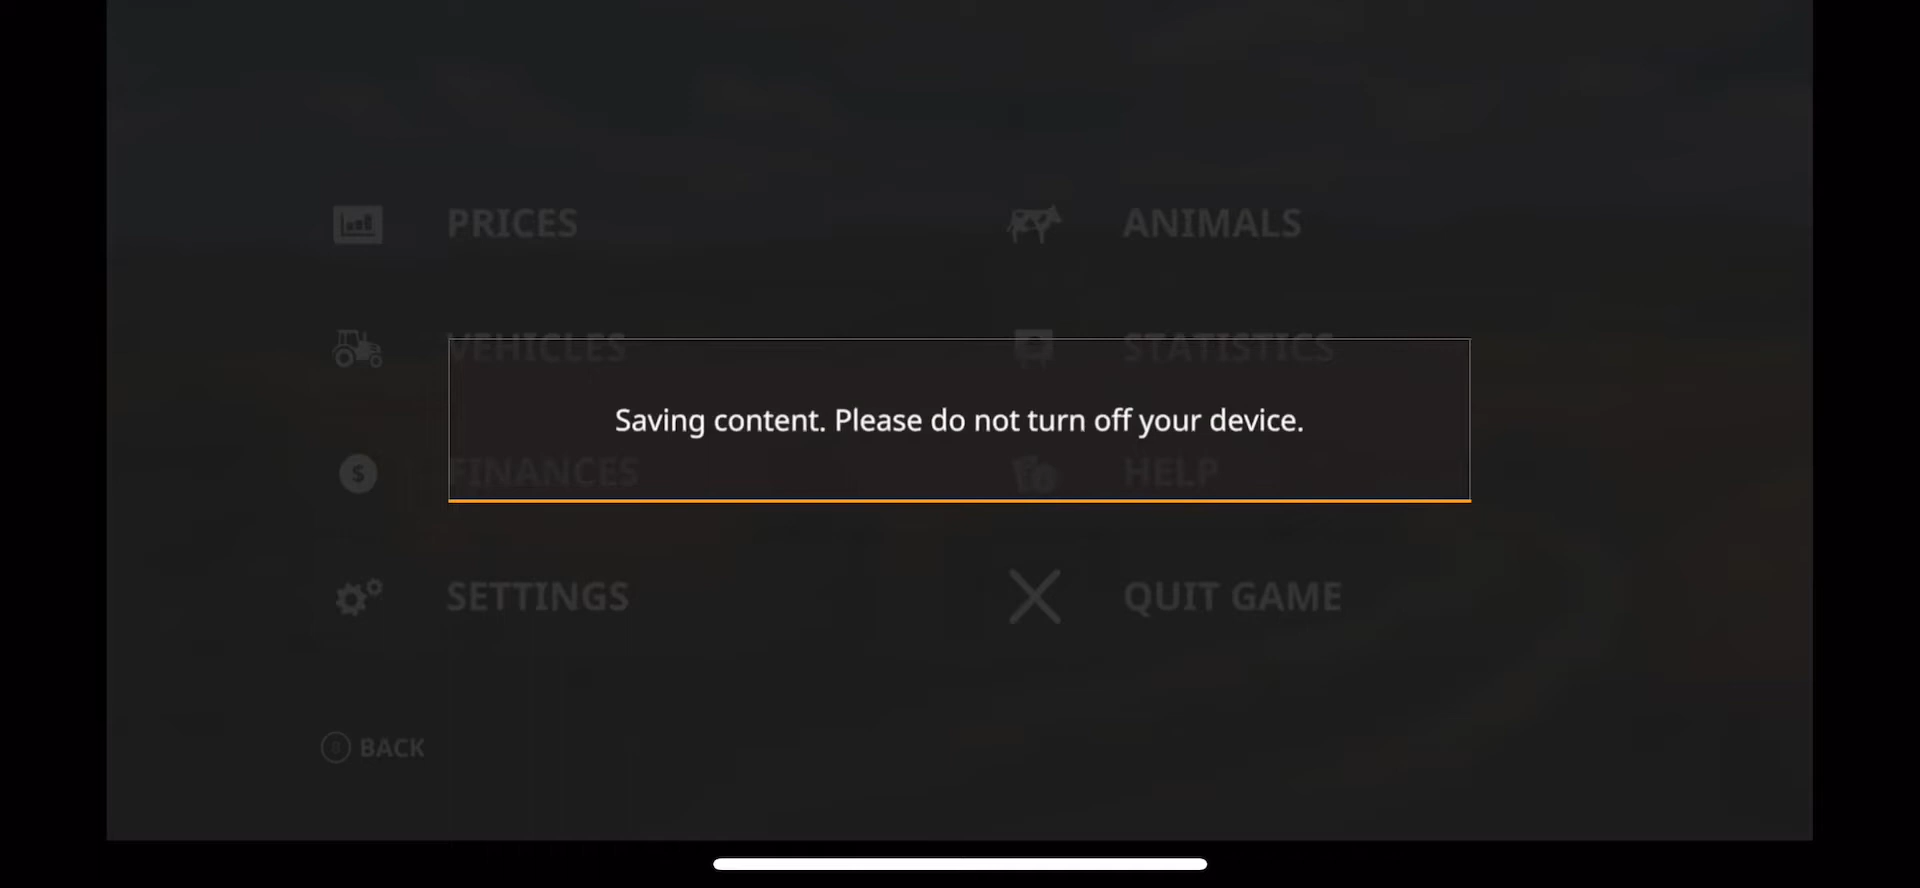 PRICES
ANIMALS
VEHICLES
STATISTICS
Saving content. Please do not turn off your device.
FINANCES
HELP
SETTINGS
QUIT GAME
BACK